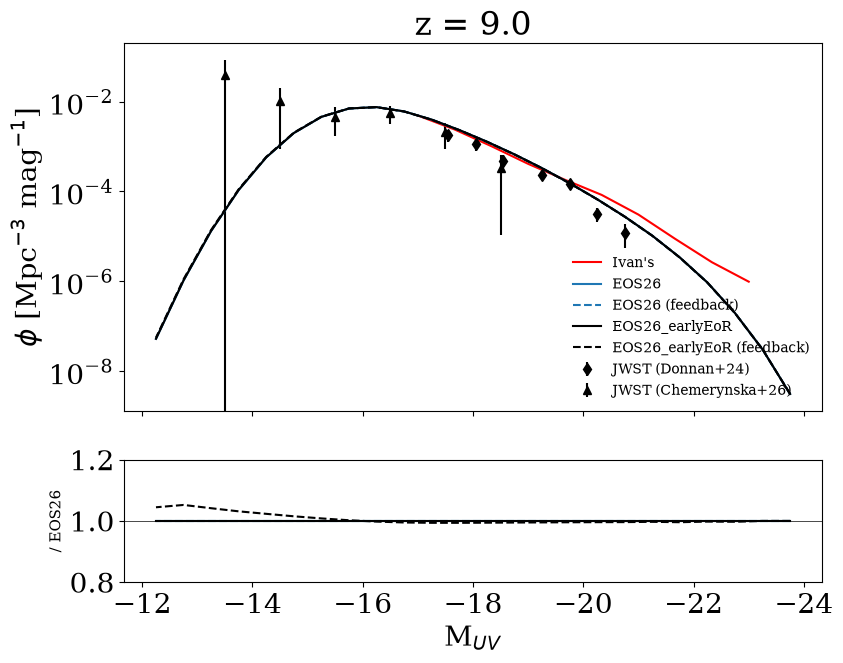 z = 9.0
ϕ [Mpc⁻³ mag⁻¹]
10⁻²
10⁻⁴
10⁻⁶
10⁻⁸
Ivan's
EOS26
EOS26 (feedback)
EOS26_earlyEoR
EOS26_earlyEoR (feedback)
JWST (Donnan+24)
JWST (Chemerynska+26)
/ EOS26
1.2
1.0
0.8
−12 −14 −16 −18 −20 −22 −24
M_UV